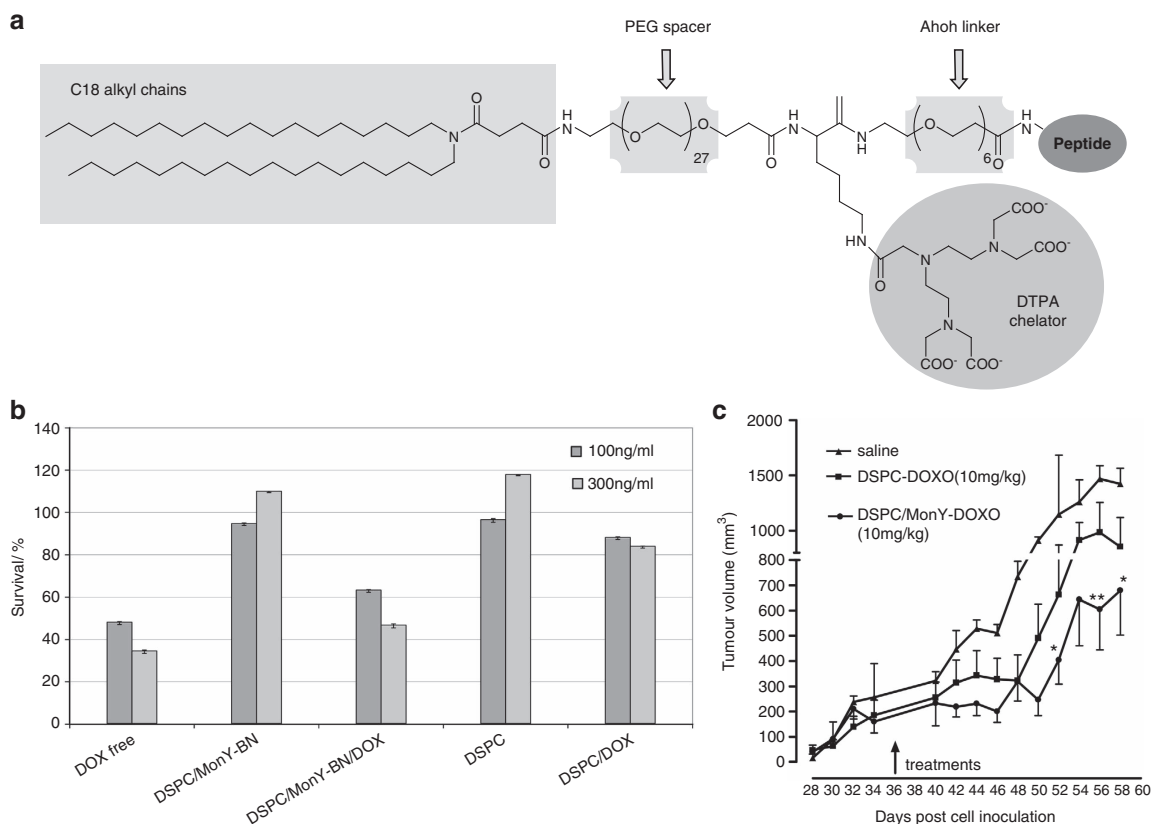 a
PEG spacer
Ahoh linker
C18 alkyl chains
O
H
N
N
O
O
O
27
O
H
N
N
H
O
6
O
H
N
Peptide
HN
O
N
N
COO-
COO-
N
COO- COO-
DTPA
chelator
b
140
120
100
80
60
40
20
0
Survival/ %
100ng/ml
300ng/ml
DOX free
DSPC/MonY-BN
DSPC/MonY-BN/DOX
DSPC
DSPC/DOX
c
2000
1500
1000
800
700
600
500
400
300
200
100
0
Tumour volume (mm3)
saline
DSPC-DOXO(10mg/kg)
DSPC/MonY-DOXO
(10mg/kg)
*
**
*
treatments
28 30 32 34 36 38 40 42 44 46 48 50 52 54 56 58 60
Days post cell inoculation